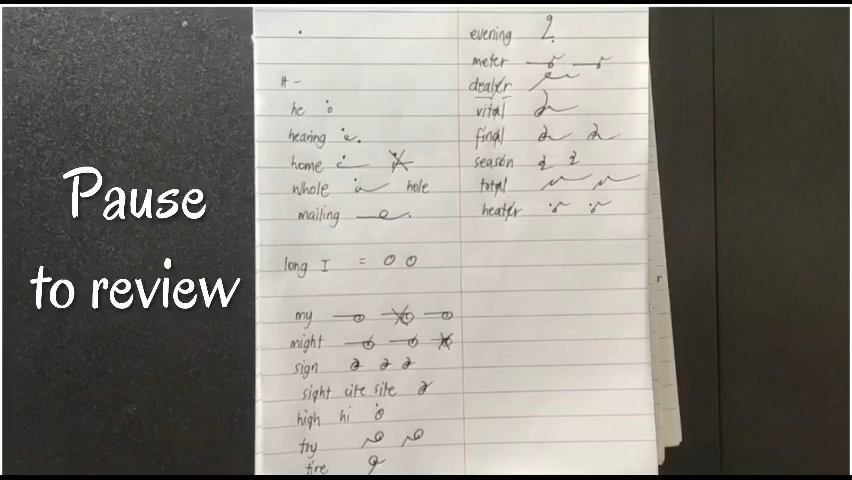 Pause
to review
H -
he
hearing
home
whole hole
mailing
long I =
my
might
sign
sight cite site
high hi
try
tire
evening
meter
dealer
vital
final
season
total
heater
r